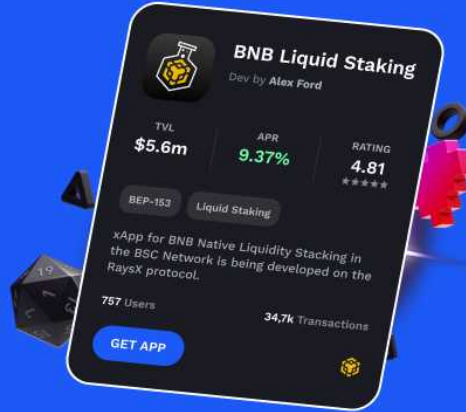 BNB Liquid Staking
Dev by Alex Ford
TVL
$5.6m
APR
9.37%
RATING
4.81
BEP-153
Liquid Staking
xApp for BNB Native Liquidity Stacking in
the BSC Network is being developed on the
RaysX protocol.
757 Users
34,7k Transactions
GET APP
19